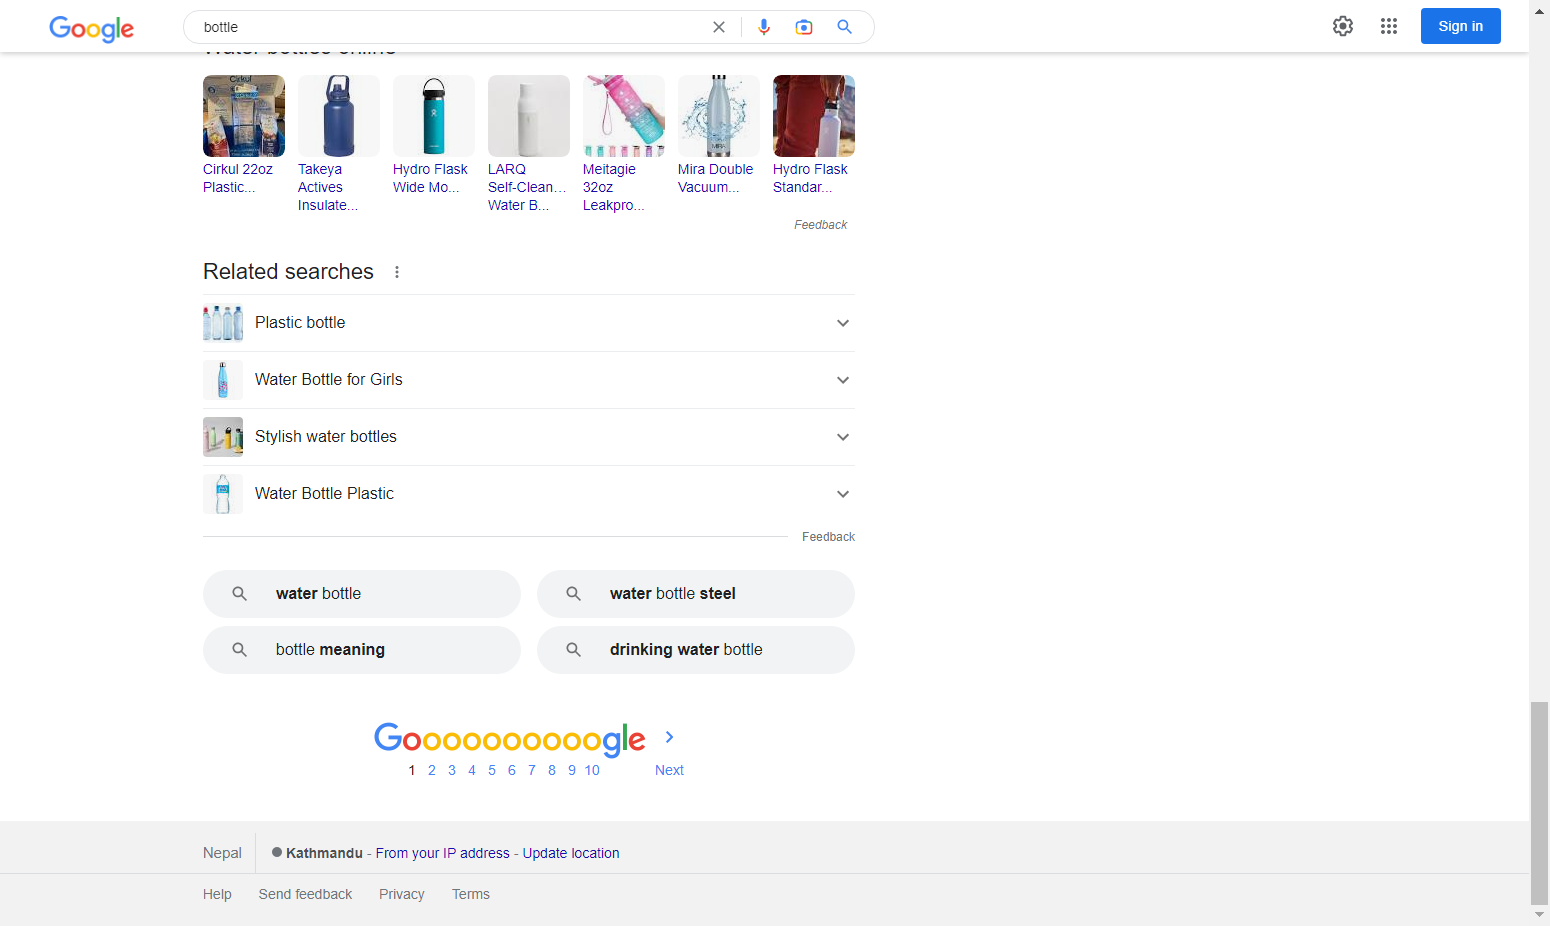 Google
bottle
Sign in
Water bottles online
Cirkul 22oz
Plastic...
Takeya
Actives
Insulate...
Hydro Flask
Wide Mo...
LARQ
Self-Clean...
Water B...
Meitagie
32oz
Leakpro...
Mira Double
Vacuum...
Hydro Flask
Standar...
Feedback
Related searches
Plastic bottle
Water Bottle for Girls
Stylish water bottles
Water Bottle Plastic
Feedback
water bottle
water bottle steel
bottle meaning
drinking water bottle
Goooooooooogle
1 2 3 4 5 6 7 8 9 10 Next
Nepal
Kathmandu - From your IP address - Update location
Help Send feedback Privacy Terms